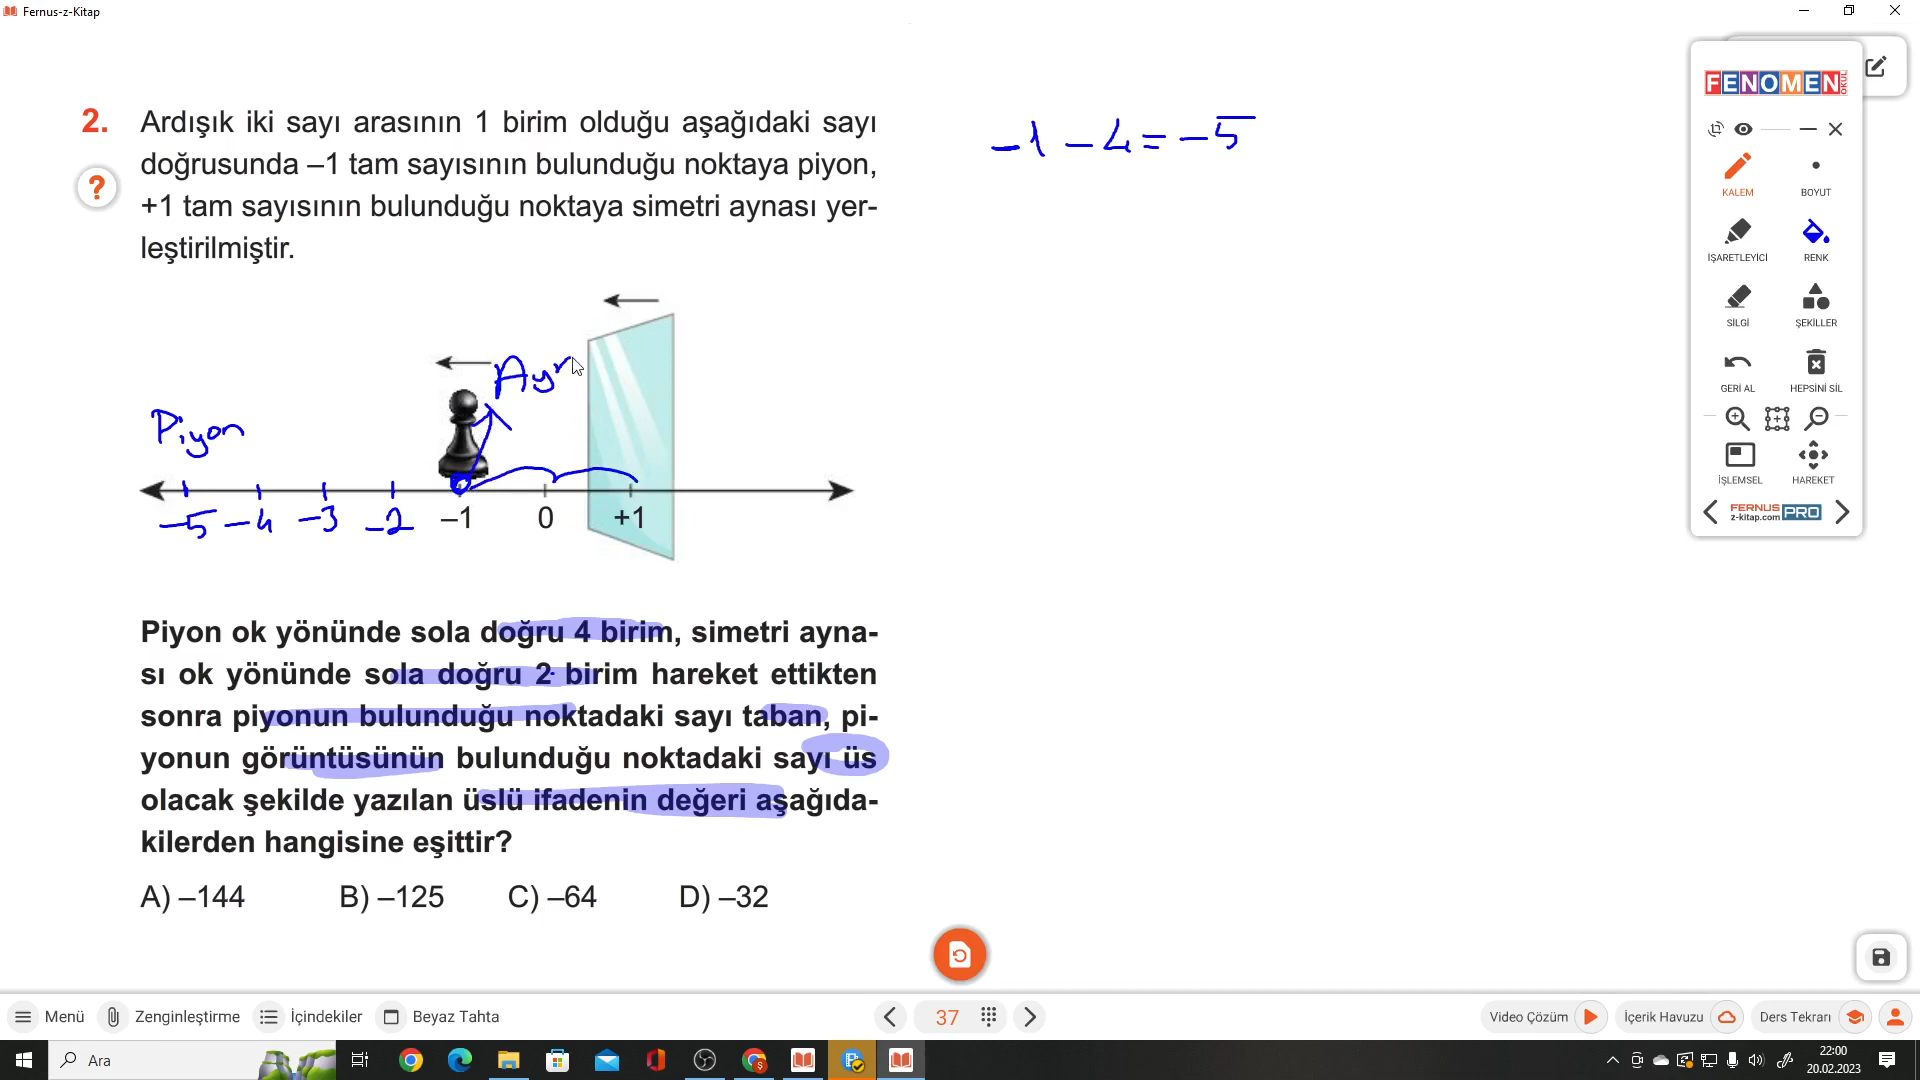 Fernus-z-Kitap
2. Ardışık iki sayı arasının 1 birim olduğu aşağıdaki sayı
doğrusunda –1 tam sayısının bulunduğu noktaya piyon,
+1 tam sayısının bulunduğu noktaya simetri aynası yer-
leştirilmiştir.
?
-1 -4 = -5
Piyon
Ay
-5 -4 -3 -2 –1 0 +1
Piyon ok yönünde sola doğru 4 birim, simetri ayna-
sı ok yönünde sola doğru 2 birim hareket ettikten
sonra piyonun bulunduğu noktadaki sayı taban, pi-
yonun görüntüsünün bulunduğu noktadaki sayı üs
olacak şekilde yazılan üslü ifadenin değeri aşağıda-
kilerden hangisine eşittir?
A) –144 B) –125 C) –64 D) –32
FENOMEN OKUL
KALEM BOYUT
İŞARETLEYİCİ RENK
SİLGİ ŞEKİLLER
GERİ AL HEPSİNİ SİL
İŞLEMSEL HAREKET
FERNUS
z-kitap.com PRO
Menü Zenginleştirme İçindekiler Beyaz Tahta 37 Video Çözüm İçerik Havuzu Ders Tekrarı
Ara
22:00
20.02.2023